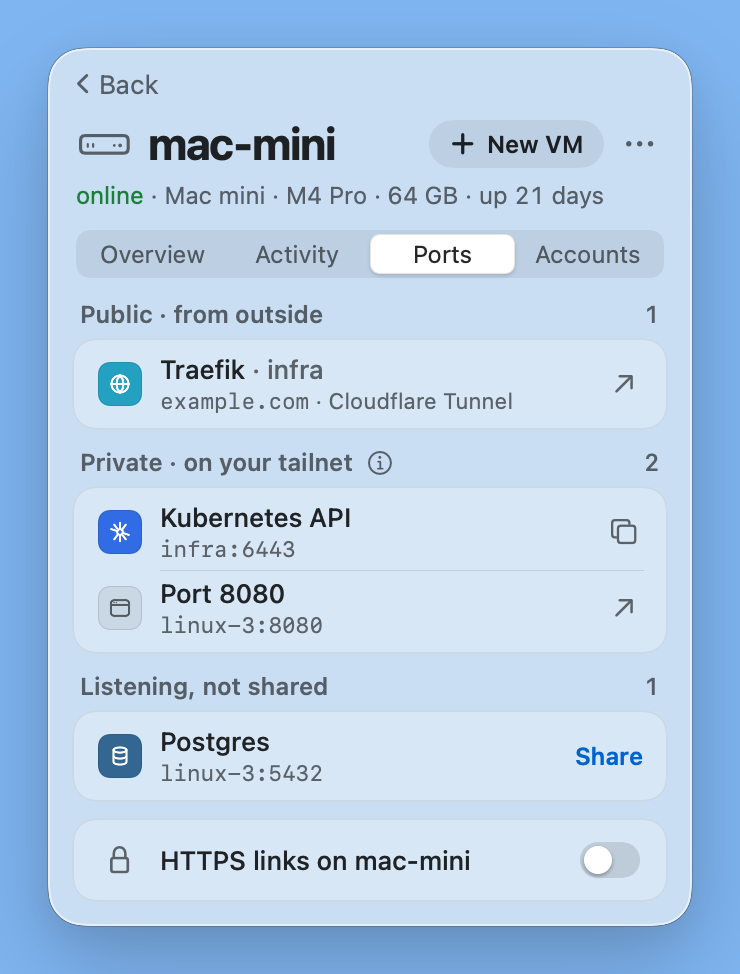 Back
mac-mini
New VM
online · Mac mini · M4 Pro · 64 GB · up 21 days
Overview
Activity
Ports
Accounts
Public · from outside 1
Traefik · infra
example.com · Cloudflare Tunnel
Private · on your tailnet 2
Kubernetes API
infra:6443
Port 8080
linux-3:8080
Listening, not shared 1
Postgres
linux-3:5432
Share
HTTPS links on mac-mini